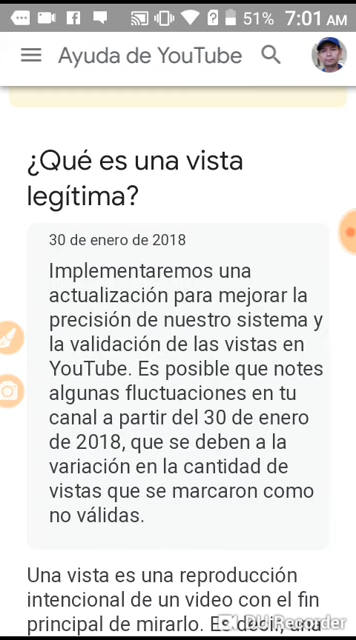 51% 7:01 AM
Ayuda de YouTube
¿Qué es una vista
legítima?
30 de enero de 2018
Implementaremos una
actualización para mejorar la
precisión de nuestro sistema y
la validación de las vistas en
YouTube. Es posible que notes
algunas fluctuaciones en tu
canal a partir del 30 de enero
de 2018, que se deben a la
variación en la cantidad de
vistas que se marcaron como
no válidas.
Una vista es una reproducción
intencional de un video con el fin
principal de mirarlo. Es decir, una
DU Recorder